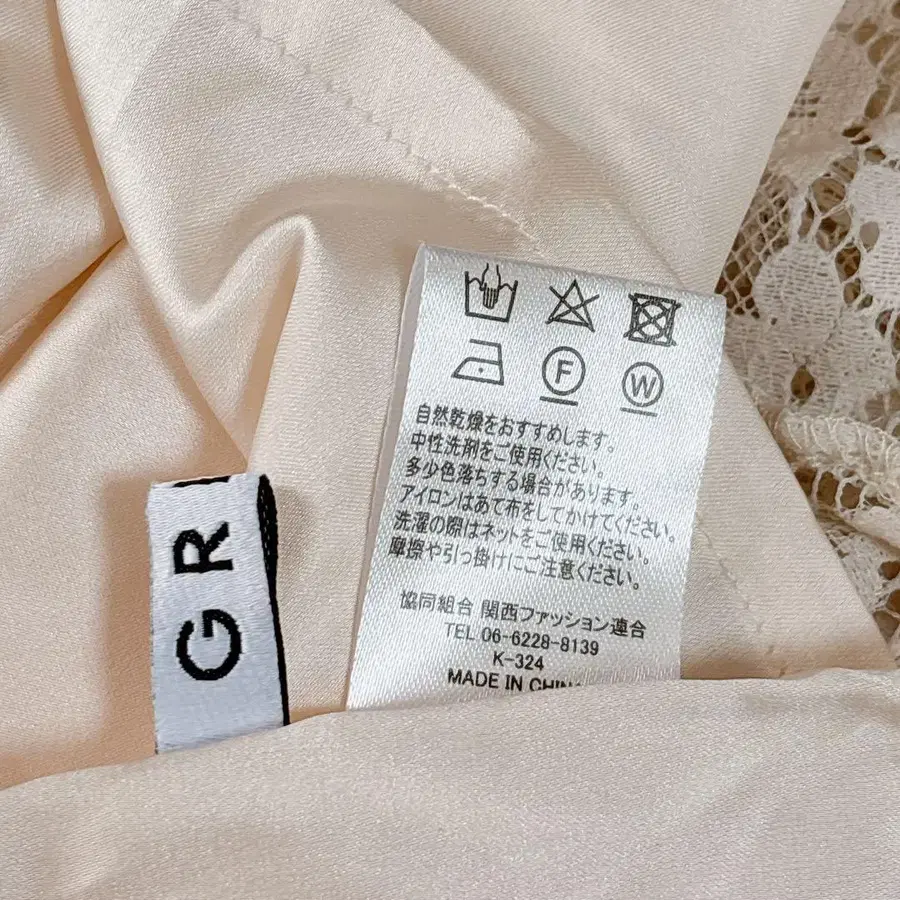 F W
自然乾燥をおすすめします。
中性洗剤をご使用ください。
多少色落ちする場合があります。
アイロンはあて布をしてかけてください。
洗濯の際はネットをご使用ください。
摩擦や引っ掛けにご注意ください。
協同組合 関西ファッション連合
TEL 06-6228-8139
K-324
MADE IN CHINA
GR